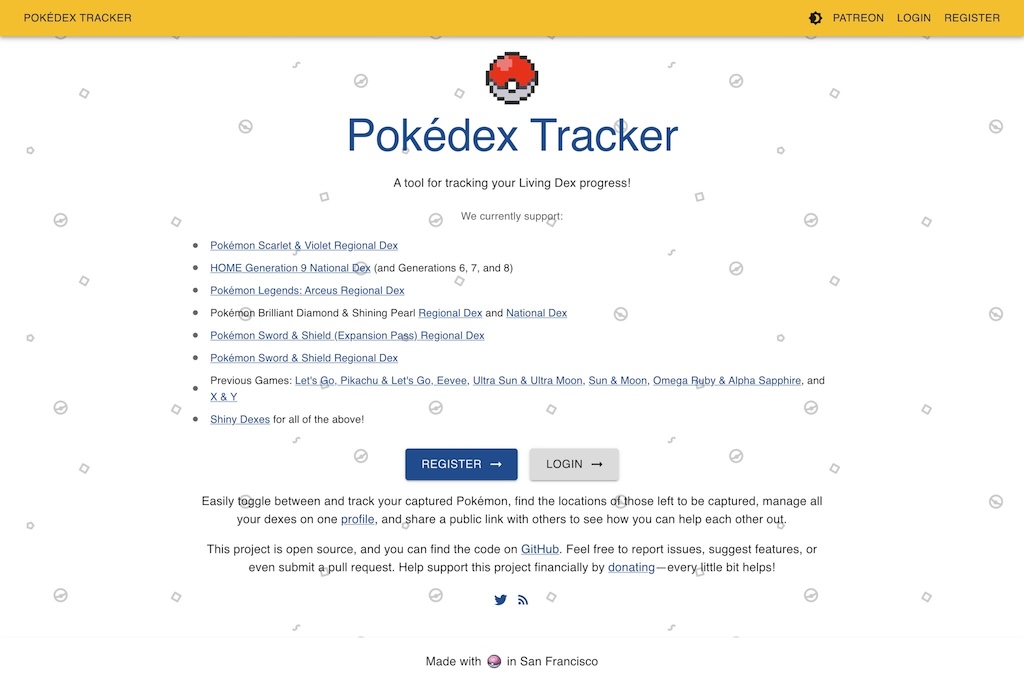 POKÉDEX TRACKER
PATREON
LOGIN
REGISTER
Pokédex Tracker
A tool for tracking your Living Dex progress!
We currently support:
Pokémon Scarlet & Violet Regional Dex
HOME Generation 9 National Dex (and Generations 6, 7, and 8)
Pokémon Legends: Arceus Regional Dex
Pokémon Brilliant Diamond & Shining Pearl Regional Dex and National Dex
Pokémon Sword & Shield (Expansion Pass) Regional Dex
Pokémon Sword & Shield Regional Dex
Previous Games: Let's Go, Pikachu & Let's Go, Eevee, Ultra Sun & Ultra Moon, Sun & Moon, Omega Ruby & Alpha Sapphire, and
X & Y
Shiny Dexes for all of the above!
REGISTER
LOGIN
Easily toggle between and track your captured Pokémon, find the locations of those left to be captured, manage all
your dexes on one profile, and share a public link with others to see how you can help each other out.
This project is open source, and you can find the code on GitHub. Feel free to report issues, suggest features, or
even submit a pull request. Help support this project financially by donating—every little bit helps!
Made with in San Francisco